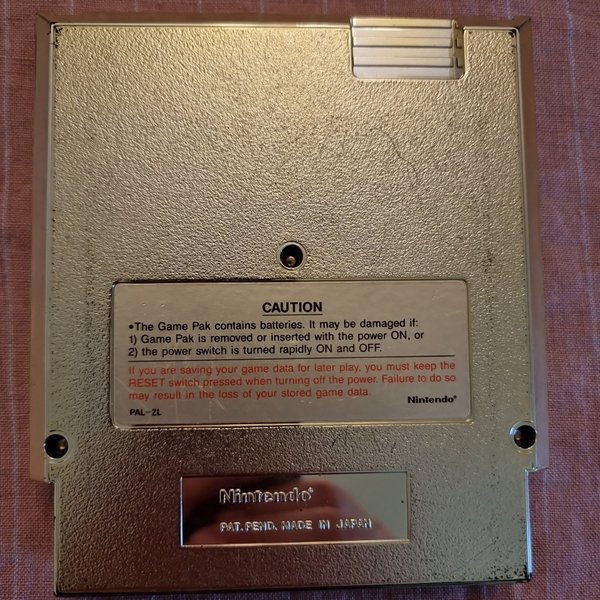 CAUTION
•The Game Pak contains batteries. It may be damaged if:
1) Game Pak is removed or inserted with the power ON, or
2) the power switch is turned rapidly ON and OFF.
If you are saving your game data for later play, you must keep the
RESET switch pressed when turning off the power. Failure to do so
may result in the loss of your stored game data.
Nintendo®
PAL-ZL
Nintendo®
PAT. PEND. MADE IN JAPAN